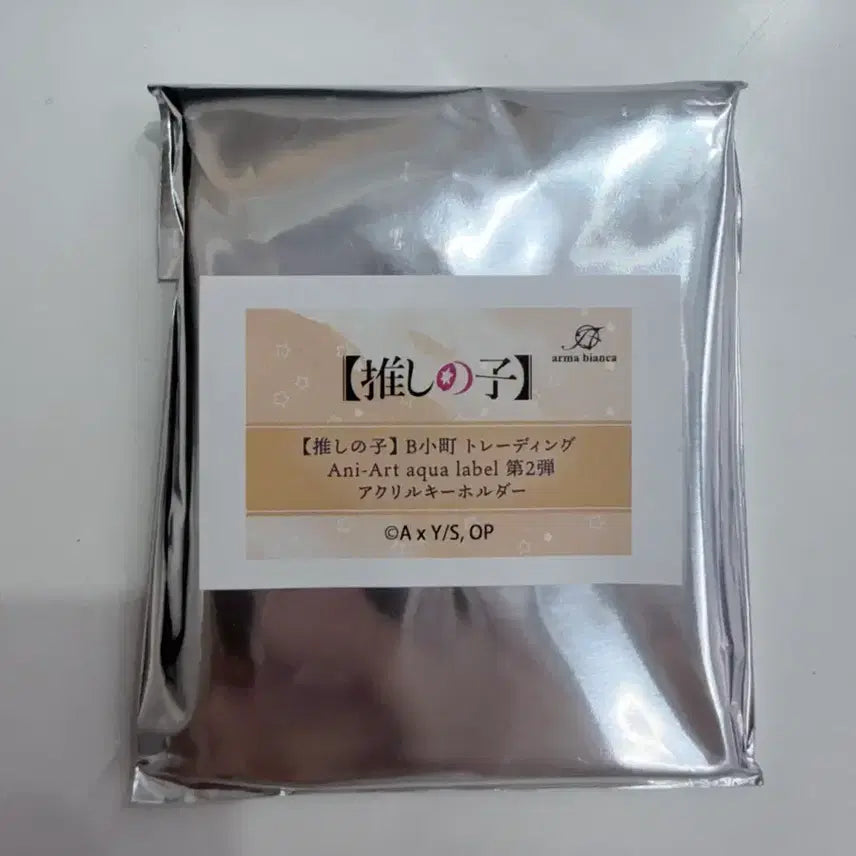 arma bianca
【推しの子】
【推しの子】B小町 トレーディング
Ani-Art aqua label 第2弾
アクリルキーホルダー
©A x Y/S, OP